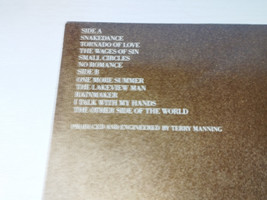 SIDE A
SNAKEDANCE
TORNADO OF LOVE
THE WAGES OF SIN
SMALL CIRCLES
NO ROMANCE
SIDE B
ONE MORE SUMMER
THE LAKEVIEW MAN
RAINMAKER
I TALK WITH MY HANDS
THE OTHER SIDE OF THE WORLD
PRODUCED AND ENGINEERED BY TERRY MANNING